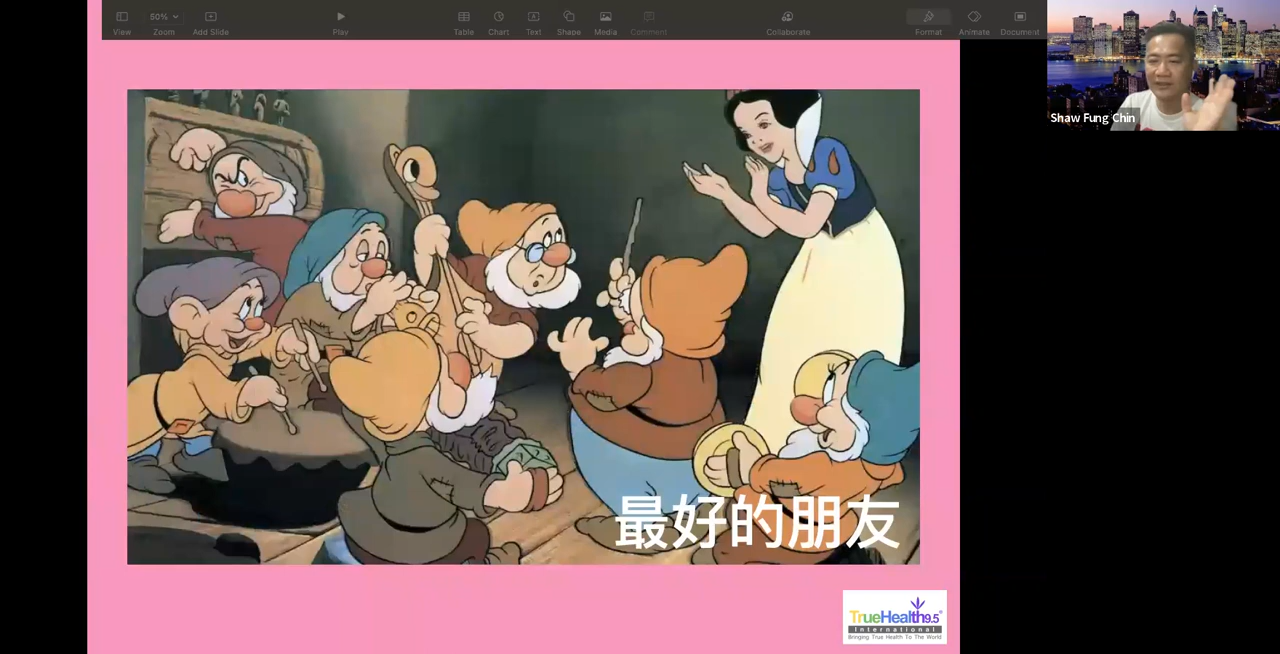 50%
View
Zoom
Add Slide
Play
Table
Chart
Text
Shape
Media
Comment
Collaborate
Format
Animate
Document
Shaw Fung Chin
最好的朋友
TrueHealth9.5®
International
Bringing True Health To The World